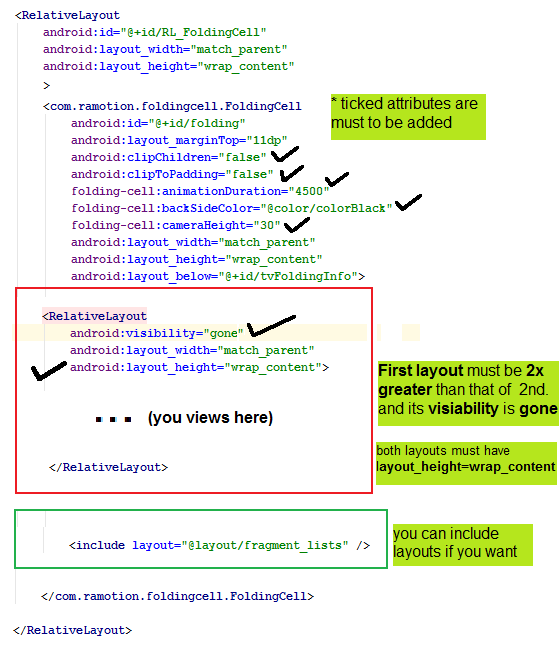 <RelativeLayout
android:id="@+id/RL_FoldingCell"
android:layout_width="match_parent"
android:layout_height="wrap_content"
>
<com.ramotion.foldingcell.FoldingCell
* ticked attributes are
must to be added
android:id="@+id/folding"
android:layout_marginTop="11dp"
android:clipChildren="false"
android:clipToPadding="false"
folding-cell:animationDuration="4500"
folding-cell:backSideColor="@color/colorBlack"
folding-cell:cameraHeight="30"
android:layout_width="match_parent"
android:layout_height="wrap_content"
android:layout_below="@+id/tvFoldingInfo">
<RelativeLayout
android:visibility="gone"
android:layout_width="match_parent"
android:layout_height="wrap_content">
First layout must be 2x
greater than that of 2nd.
and its visiability is gone
... (you views here)
both layouts must have
layout_height=wrap_content
</RelativeLayout>
<include layout="@layout/fragment_lists" />
you can include
layouts if you want
</com.ramotion.foldingcell.FoldingCell>
</RelativeLayout>